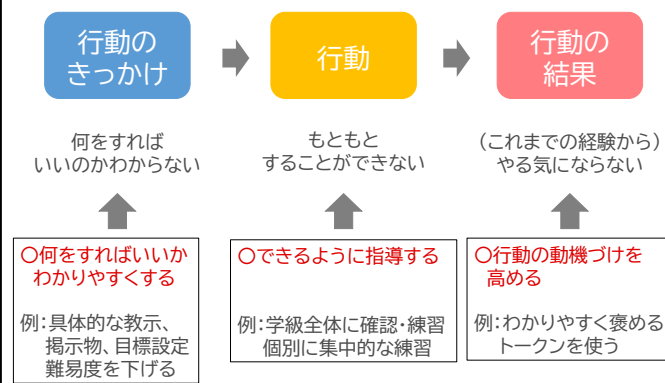 行動の
きっかけ
行動
行動の
結果
何をすれば
いいのかわからない
もともと
することができない
(これまでの経験から)
やる気にならない
〇何をすればいいか
わかりやすくする
例：具体的な教示、
掲示物、目標設定
難易度を下げる
〇できるように指導する
例：学級全体に確認・練習
個別に集中的な練習
〇行動の動機づけを
高める
例：わかりやすく褒める
トークンを使う